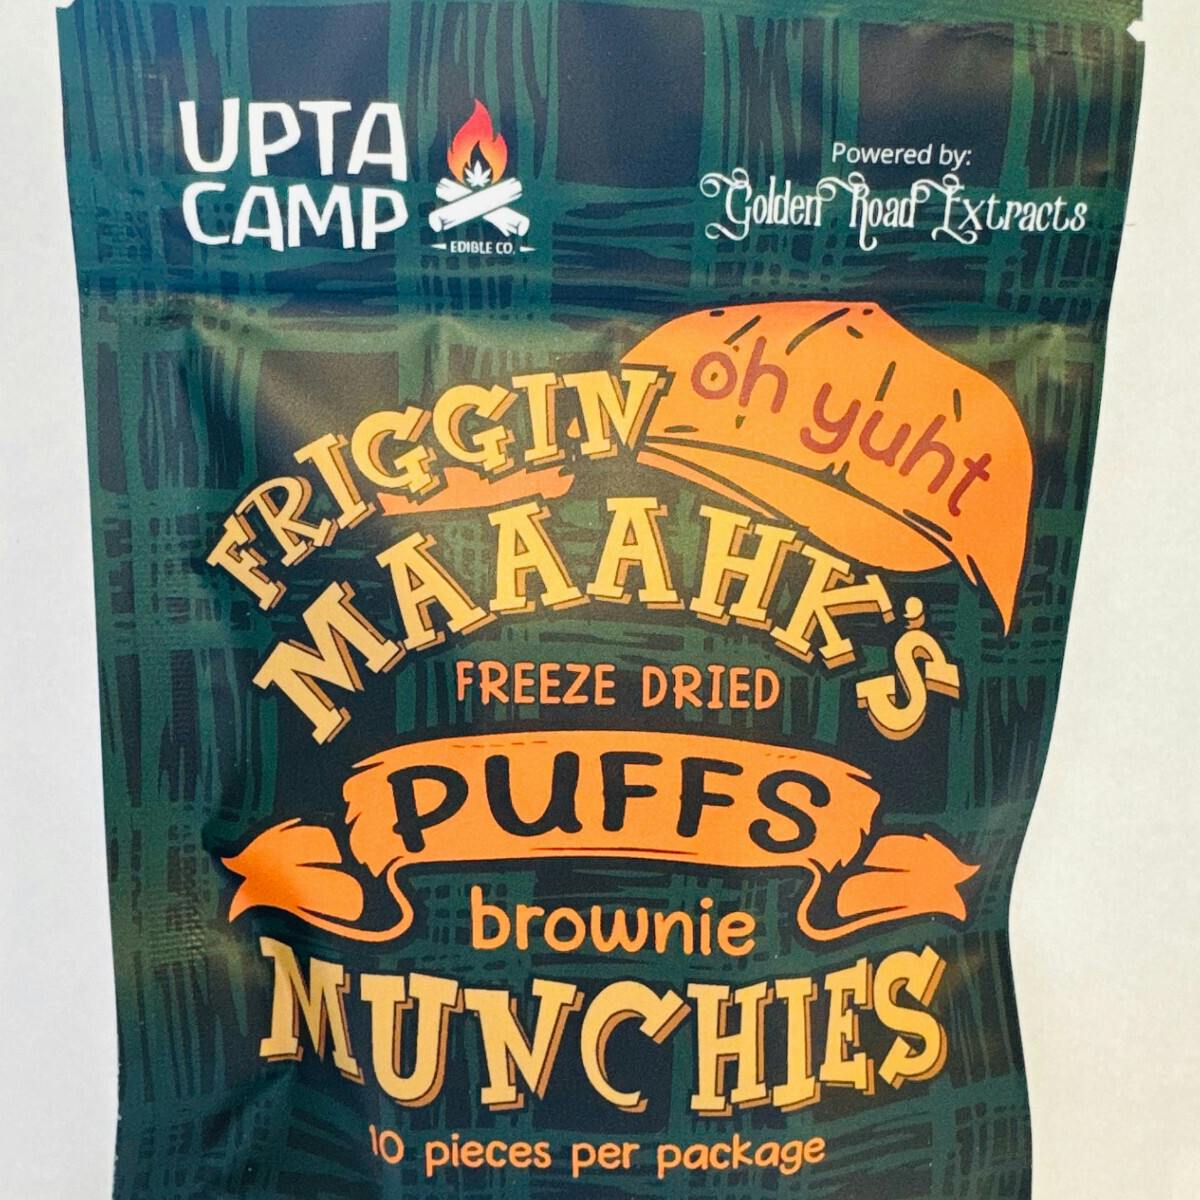 UPTA
CAMP
EDIBLE CO.
Powered by:
Golden Road Extracts
oh yuht
FRIGGIN
MAAAHK's
FREEZE DRIED
PUFFS
brownie
MUNCHIES
10 pieces per package